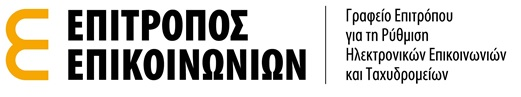 ΕΠΙΤΡΟΠΟΣ
ΕΠΙΚΟΙΝΩΝΙΩΝ
Γραφείο Επιτρόπου
για τη Ρύθμιση
Ηλεκτρονικών Επικοινωνιών
και Ταχυδρομείων